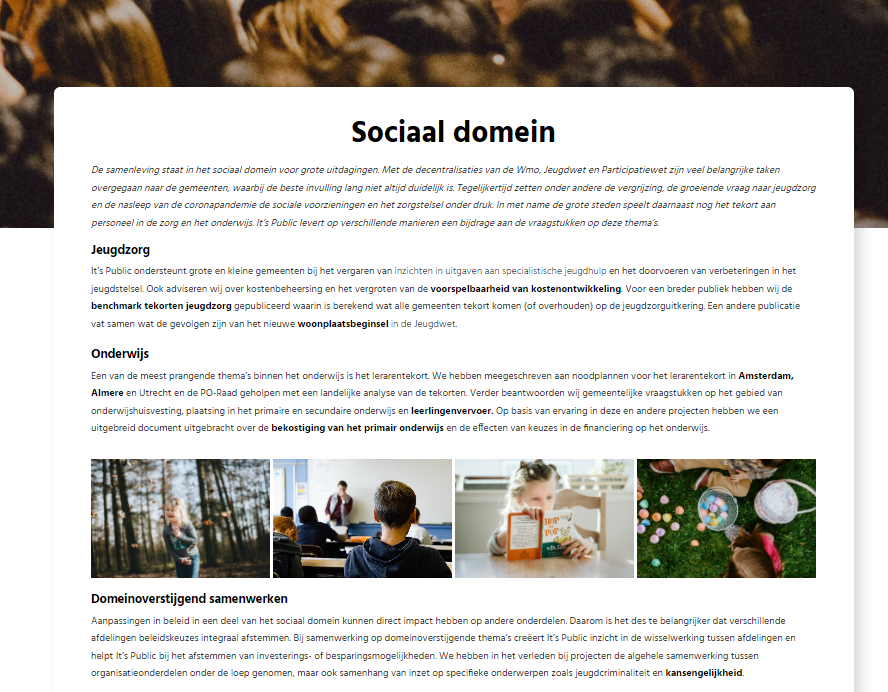 Sociaal domein
De samenleving staat in het sociaal domein voor grote uitdagingen. Met de decentralisaties van de Wmo, Jeugdwet en Participatiewet zijn veel belangrijke taken
overgegaan naar de gemeenten, waarbij de beste invulling lang niet altijd duidelijk is. Tegelijkertijd zetten onder andere de vergrijzing, de groeiende vraag naar jeugdzorg
en de nasleep van de coronapandemie de sociale voorzieningen en het zorgstelsel onder druk. In met name de grote steden speelt daarnaast nog het tekort aan
personeel in de zorg en het onderwijs. It's Public levert op verschillende manieren een bijdrage aan de vraagstukken op deze thema's.
Jeugdzorg
It's Public ondersteunt grote en kleine gemeenten bij het vergaren van inzichten in uitgaven aan specialistische jeugdhulp en het doorvoeren van verbeteringen in het
jeugdstelsel. Ook adviseren wij over kostenbeheersing en het vergroten van de voorspelbaarheid van kostenontwikkeling. Voor een breder publiek hebben wij de
benchmark tekorten jeugdzorg gepubliceerd waarin is berekend wat alle gemeenten tekort komen (of overhouden) op de jeugdzorguitkering. Een andere publicatie
vat samen wat de gevolgen zijn van het nieuwe woonplaatsbeginsel in de Jeugdwet.
Onderwijs
Een van de meest prangende thema's binnen het onderwijs is het lerarentekort. We hebben meegeschreven aan noodplannen voor het lerarentekort in Amsterdam,
Almere en Utrecht en de PO-Raad geholpen met een landelijke analyse van de tekorten. Verder beantwoorden wij gemeentelijke vraagstukken op het gebied van
onderwijshuisvesting, plaatsing in het primaire en secundaire onderwijs en leerlingenvervoer. Op basis van ervaring in deze en andere projecten hebben we een
uitgebreid document uitgebracht over de bekostiging van het primair onderwijs en de effecten van keuzes in de financiering op het onderwijs.
HOP
POP
Domeinoverstijgend samenwerken
Aanpassingen in beleid in een deel van het sociaal domein kunnen direct impact hebben op andere onderdelen. Daarom is het des te belangrijker dat verschillende
afdelingen beleidskeuzes integraal afstemmen. Bij samenwerking op domeinoverstijgende thema's creëert It's Public inzicht in de wisselwerking tussen afdelingen en
helpt It's Public bij het afstemmen van investerings- of besparingsmogelijkheden. We hebben in het verleden bij projecten de algehele samenwerking tussen
organisatieonderdelen onder de loep genomen, maar ook samenhang van inzet op specifieke onderwerpen zoals jeugdcriminaliteit en kansengelijkheid.